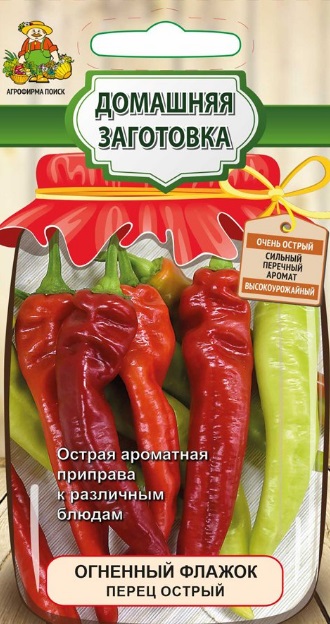 АГРОФИРМА ПОИСК
ДОМАШНЯЯ
ЗАГОТОВКА
ОЧЕНЬ ОСТРЫЙ
СИЛЬНЫЙ
ПЕРЕЧНЫЙ
АРОМАТ
ВЫСОКОУРОЖАЙНЫЙ
Острая ароматная
приправа
к различным
блюдам
ОГНЕННЫЙ ФЛАЖОК
ПЕРЕЦ ОСТРЫЙ